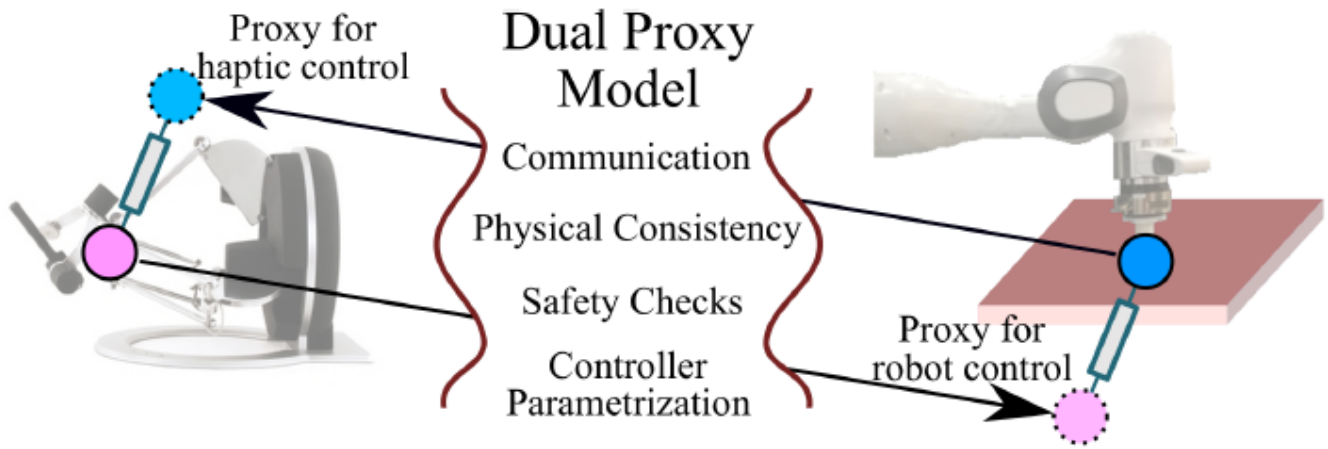 Proxy for
haptic control
Dual Proxy
Model
Communication
Physical Consistency
Safety Checks
Controller
Parametrization
Proxy for
robot control